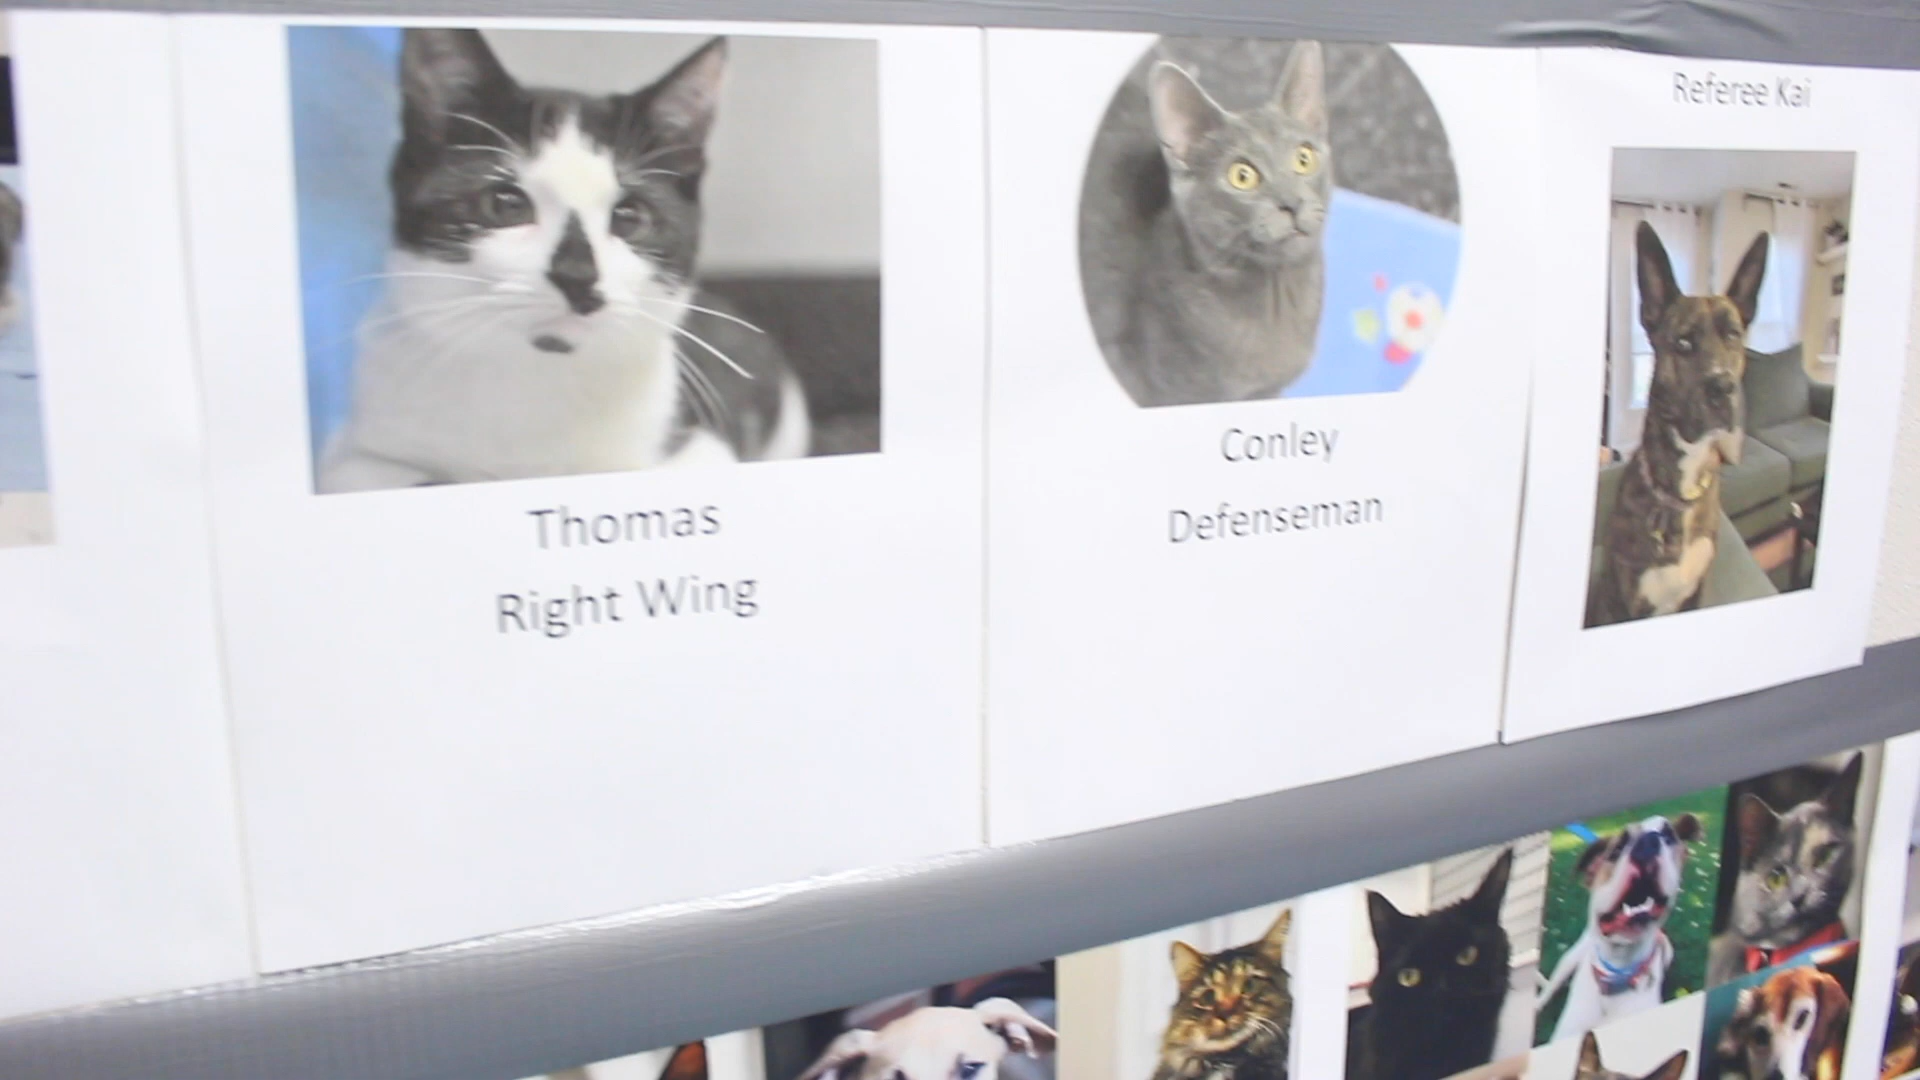 Thomas
Right Wing
Conley
Defenseman
Referee Kai